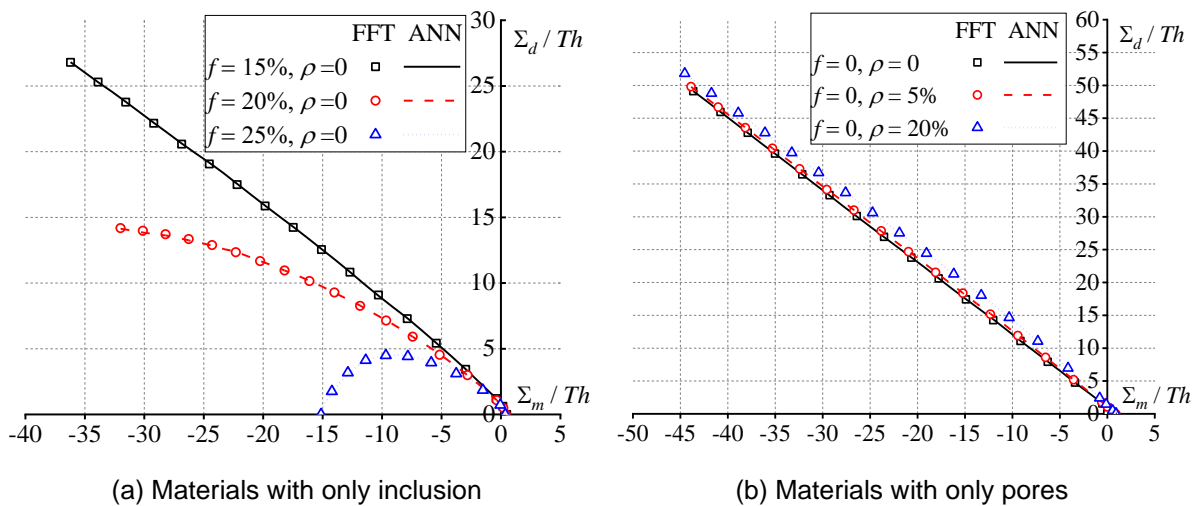 30
25
20
15
10
5
0
Σd / Th
FFT ANN
f = 15%, ρ =0
f = 20%, ρ =0
f = 25%, ρ =0
Σm / Th
-40 -35 -30 -25 -20 -15 -10 -5 0 5
(a) Materials with only inclusion
60
55
50
45
40
35
30
25
20
15
10
5
0
Σd / Th
FFT ANN
f = 0, ρ = 0
f = 0, ρ = 5%
f = 0, ρ = 20%
Σm / Th
-50 -45 -40 -35 -30 -25 -20 -15 -10 -5 0 5
(b) Materials with only pores